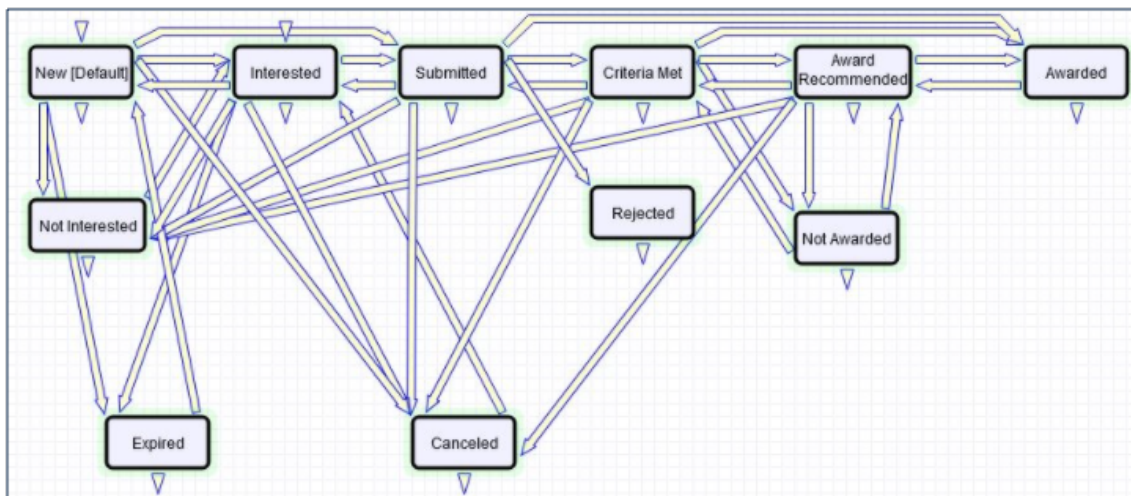 New [Default]
Interested
Submitted
Criteria Met
Award
Recommended
Awarded
Not Interested
Rejected
Not Awarded
Expired
Canceled